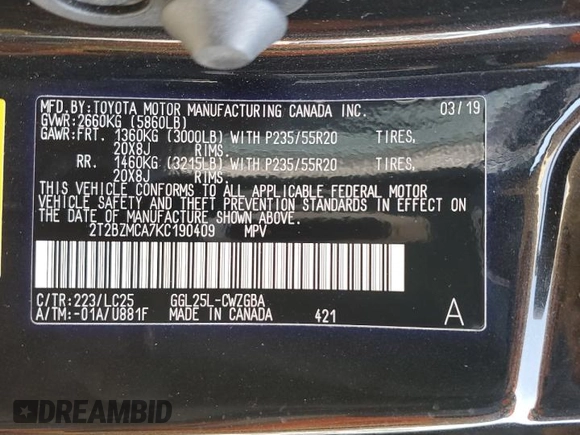 MFD.BY:TOYOTA MOTOR MANUFACTURING CANADA INC. 03/19
GVWR:2660KG (5860LB)
GAWR:FRT. 1360KG (3000LB) WITH P235/55R20 TIRES,
20X8J RIMS
RR. 1460KG (3215LB) WITH P235/55R20 TIRES,
20X8J RIMS
THIS VEHICLE CONFORMS TO ALL APPLICABLE FEDERAL MOTOR
VEHICLE SAFETY AND THEFT PREVENTION STANDARDS IN EFFECT ON
THE DATE OF MANUFACTURE SHOWN ABOVE.
2T2BZMCA7KC190409 MPV
C/TR:223/LC25 GGL25L-CWZGBA
A/TM:-01A/U881F MADE IN CANADA 421 A
DREAMBID